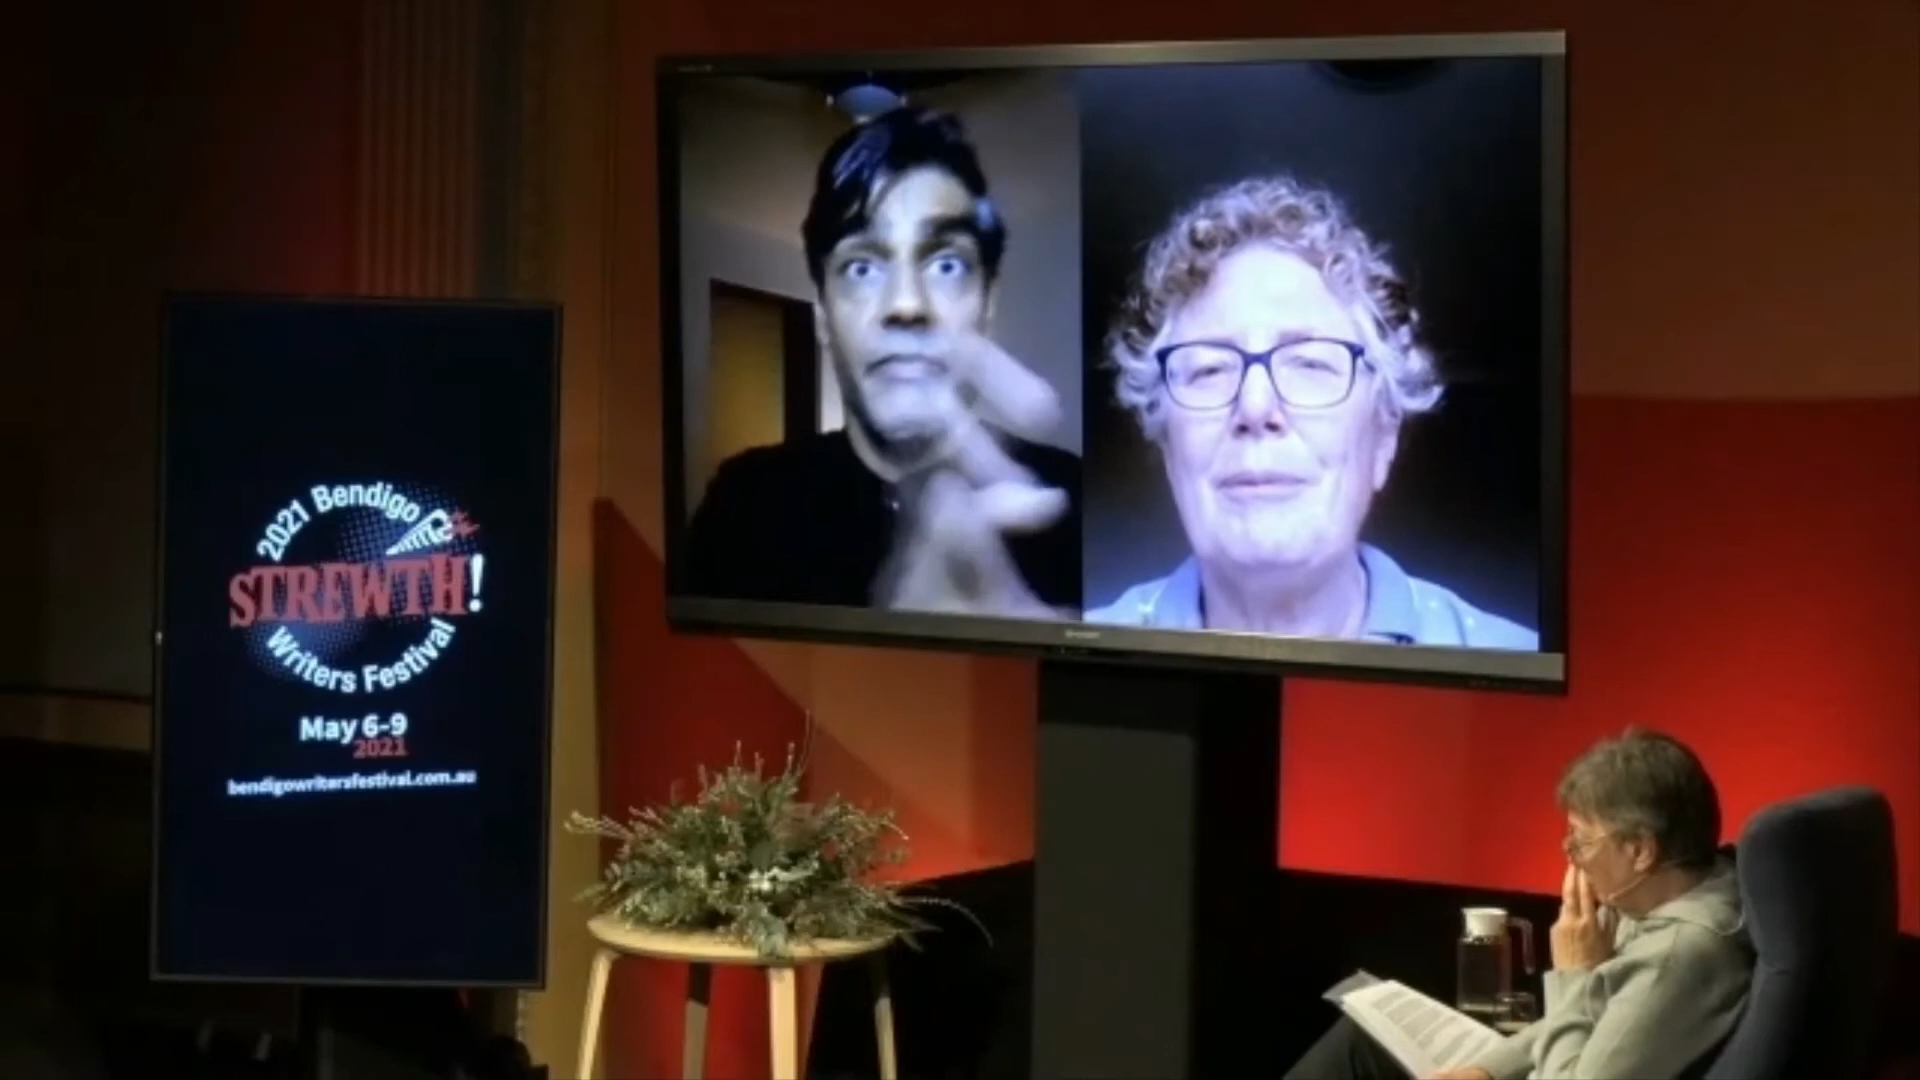 2021 Bendigo
STREWTH!
Writers Festival
May 6-9
2021
bendigowritersfestival.com.au